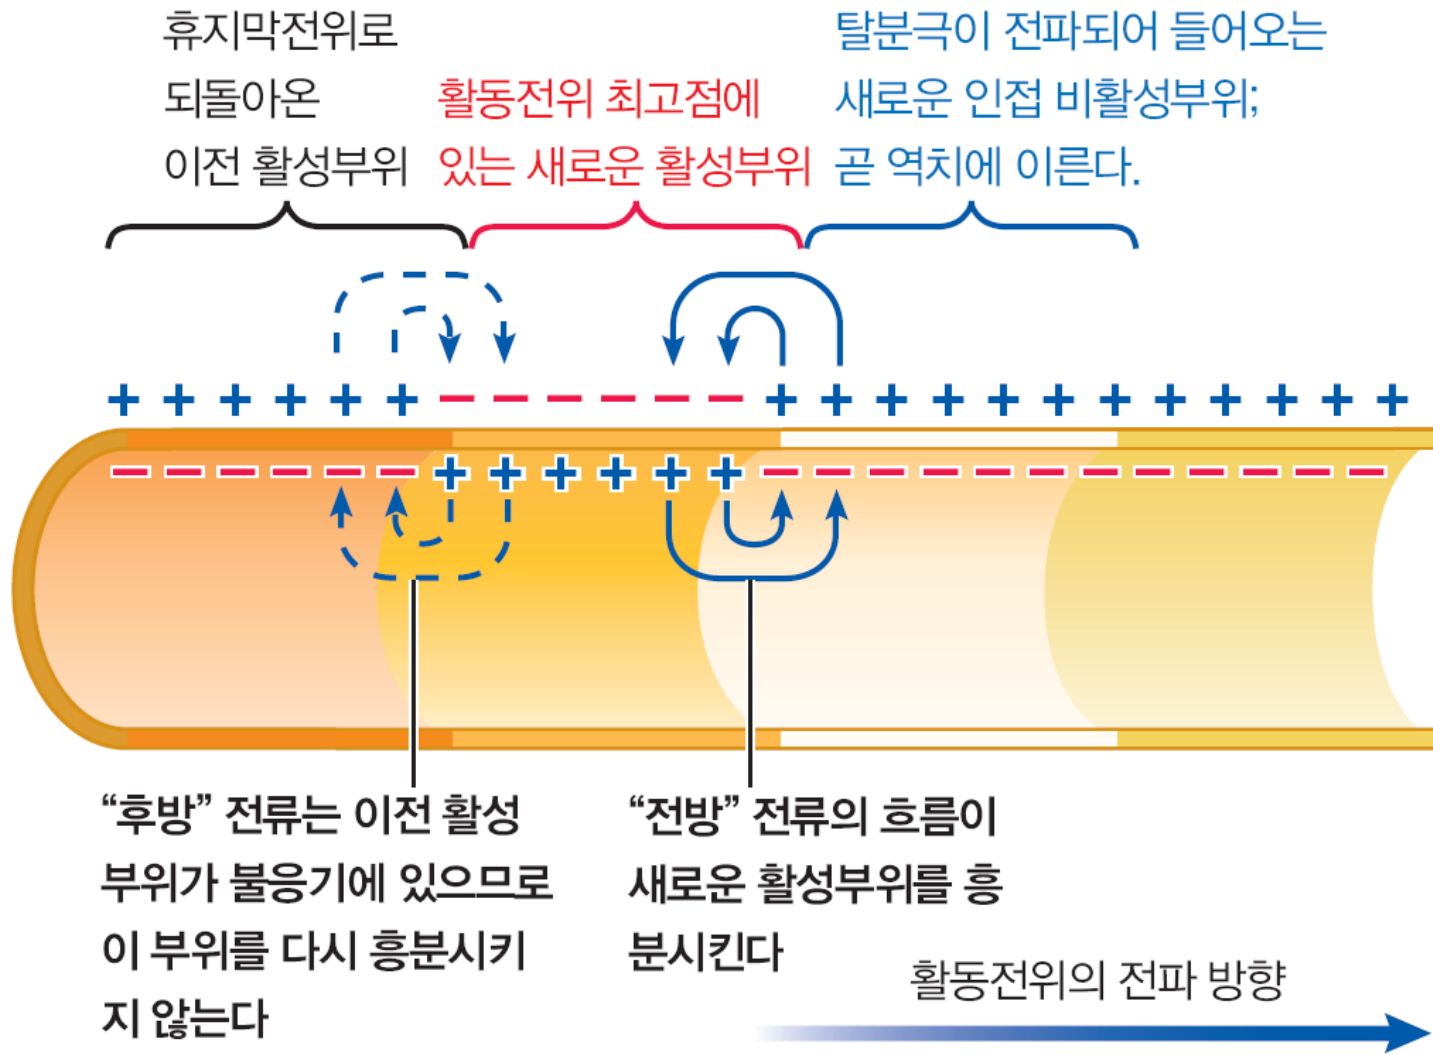 휴지막전위로
되돌아온
이전 활성부위
활동전위 최고점에
있는 새로운 활성부위
탈분극이 전파되어 들어오는
새로운 인접 비활성부위;
곧 역치에 이른다.
+ + + + + + − − − − − − + + + + + + + + + + + +
− − − − − − + + + + + + − − − − − − − − − − − −
“후방” 전류는 이전 활성
부위가 불응기에 있으므로
이 부위를 다시 흥분시키
지 않는다
“전방” 전류의 흐름이
새로운 활성부위를 흥
분시킨다
활동전위의 전파 방향